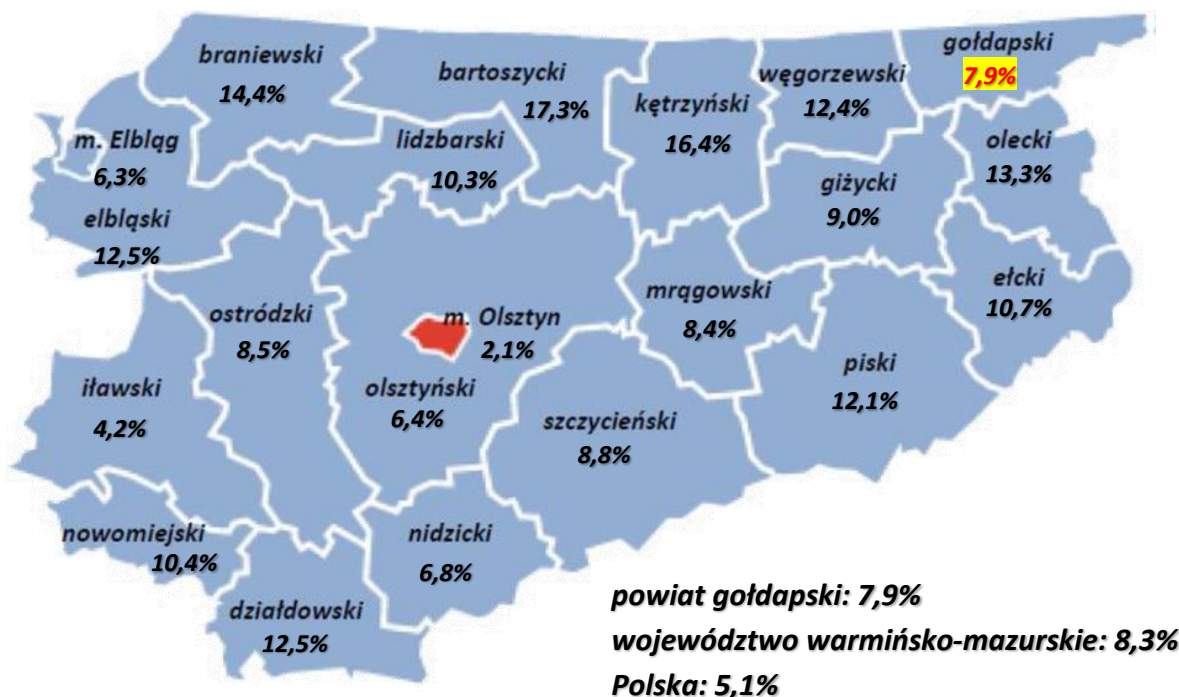 gołdapski
7,9%
braniewski
14,4%
bartoszycki
17,3%
węgorzewski
12,4%
kętrzyński
16,4%
m. Elbląg
6,3%
lidzbarski
10,3%
olecki
13,3%
giżycki
9,0%
elbląski
12,5%
ełcki
10,7%
mrągowski
8,4%
ostródzki
8,5%
m. Olsztyn
2,1%
piski
12,1%
iławski
4,2%
olsztyński
6,4%
szczycieński
8,8%
nowomiejski
10,4%
nidzicki
6,8%
działdowski
12,5%
powiat gołdapski: 7,9%
województwo warmińsko-mazurskie: 8,3%
Polska: 5,1%